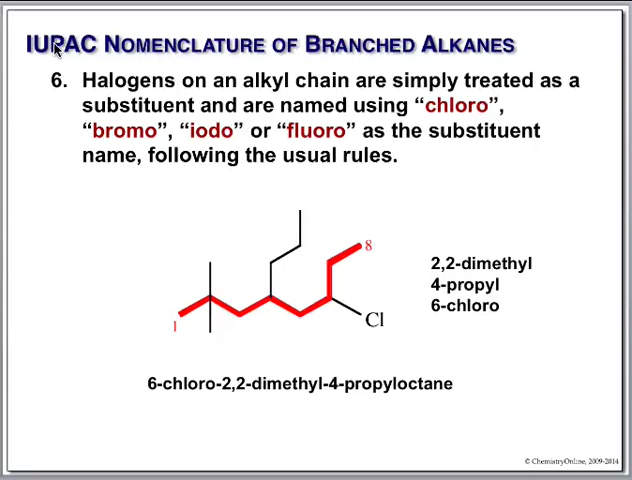 IUPAC NOMENCLATURE OF BRANCHED ALKANES
6. Halogens on an alkyl chain are simply treated as a
substituent and are named using “chloro”,
“bromo”, “iodo” or “fluoro” as the substituent
name, following the usual rules.
8
2,2-dimethyl
4-propyl
6-chloro
1
Cl
6-chloro-2,2-dimethyl-4-propyloctane
© ChemistryOnline, 2009-2014